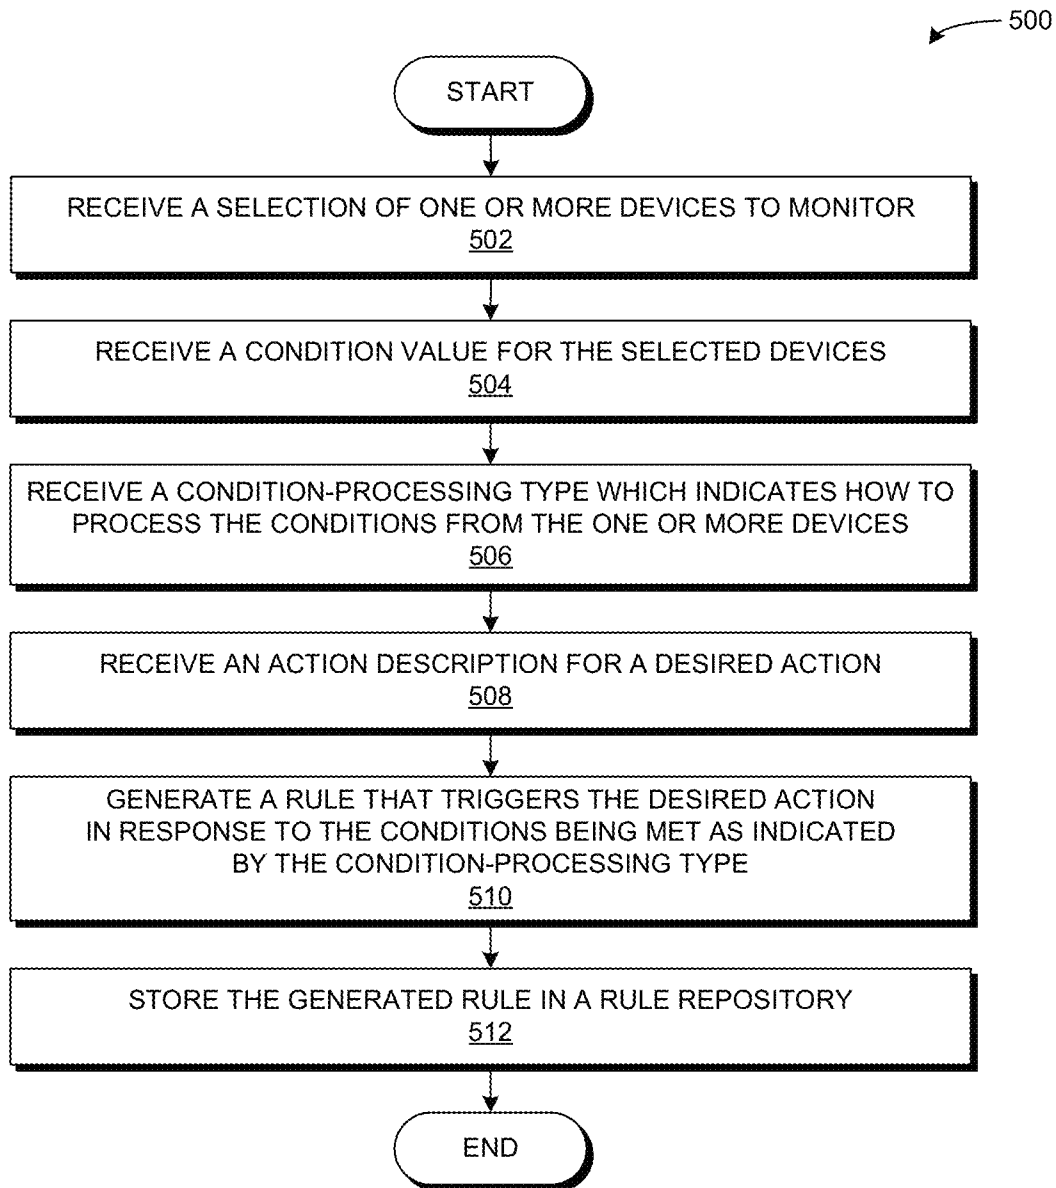 500
START
RECEIVE A SELECTION OF ONE OR MORE DEVICES TO MONITOR
502
RECEIVE A CONDITION VALUE FOR THE SELECTED DEVICES
504
RECEIVE A CONDITION-PROCESSING TYPE WHICH INDICATES HOW TO
PROCESS THE CONDITIONS FROM THE ONE OR MORE DEVICES
506
RECEIVE AN ACTION DESCRIPTION FOR A DESIRED ACTION
508
GENERATE A RULE THAT TRIGGERS THE DESIRED ACTION
IN RESPONSE TO THE CONDITIONS BEING MET AS INDICATED
BY THE CONDITION-PROCESSING TYPE
510
STORE THE GENERATED RULE IN A RULE REPOSITORY
512
END